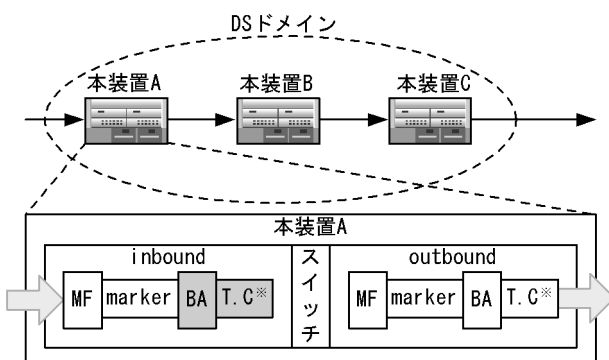 DSドメイン
本装置A
本装置B
本装置C
本装置A
inbound
スイッチ
outbound
MF
marker
BA
T.C※
MF
marker
BA
T.C※